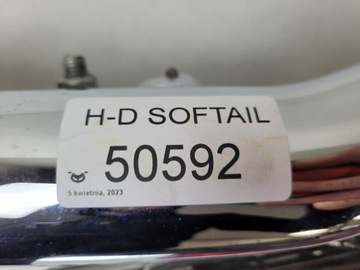 H-D SOFTAIL
50592
5 kwietnia, 2023